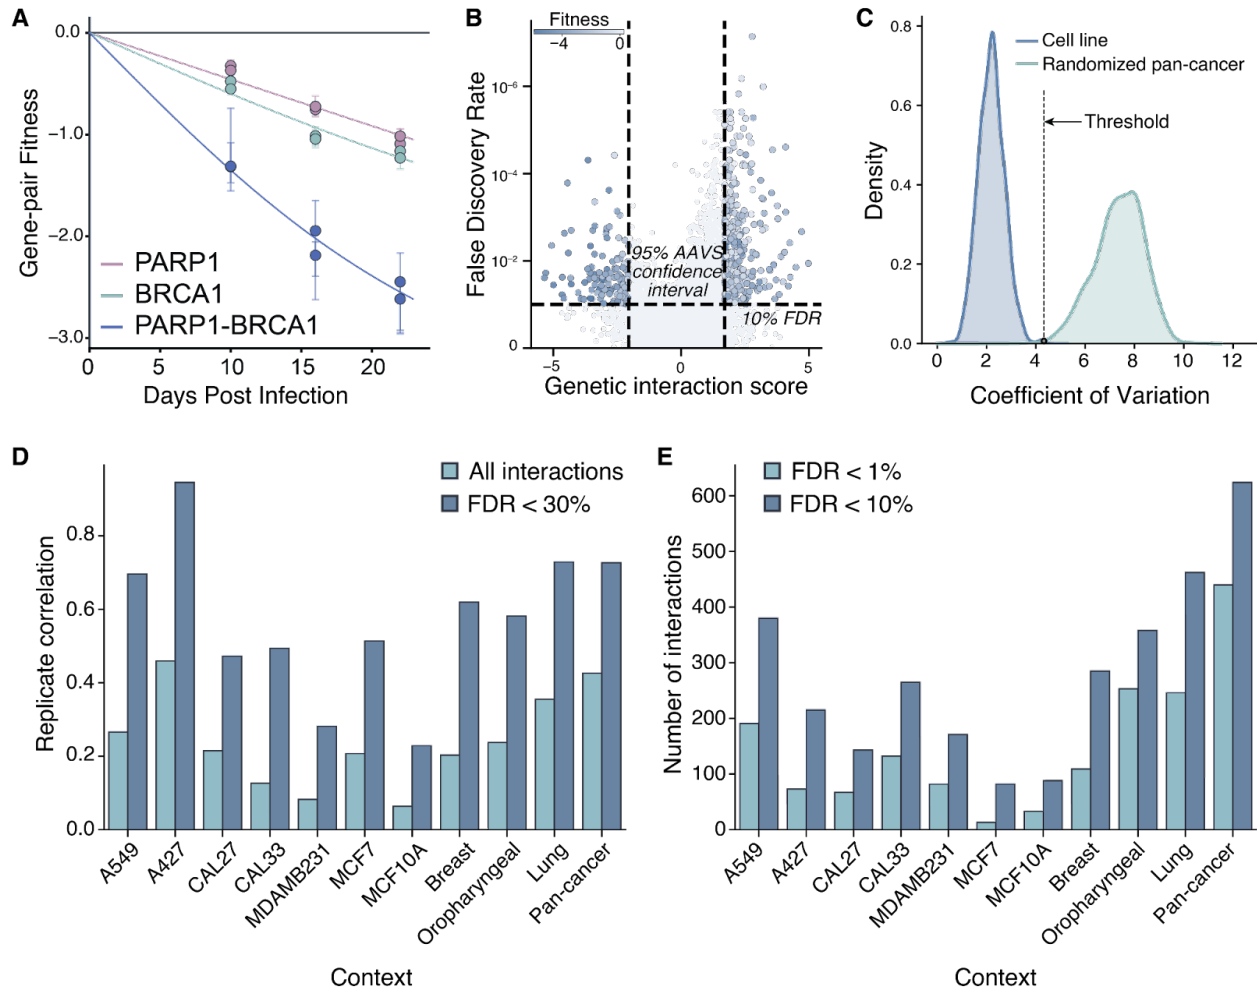 A
0.0
−1.0
−2.0
−3.0
Gene-pair Fitness
PARP1
BRCA1
PARP1-BRCA1
0
5
10
15
20
Days Post Infection
B
Fitness
−4
0
10⁻⁶
10⁻⁴
10⁻²
0
False Discovery Rate
95% AAVS
confidence
interval
10% FDR
−5
0
5
Genetic interaction score
C
0.8
0.6
0.4
0.2
0.0
Density
Cell line
Randomized pan-cancer
Threshold
0
2
4
6
8
10
12
Coefficient of Variation
D
All interactions
FDR < 30%
0.8
0.6
0.4
0.2
0.0
Replicate correlation
A549
A427
CAL27
CAL33
MDAMB231
MCF7
MCF10A
Breast
Oropharyngeal
Lung
Pan-cancer
Context
E
FDR < 1%
FDR < 10%
600
500
400
300
200
100
0
Number of interactions
A549
A427
CAL27
CAL33
MDAMB231
MCF7
MCF10A
Breast
Oropharyngeal
Lung
Pan-cancer
Context